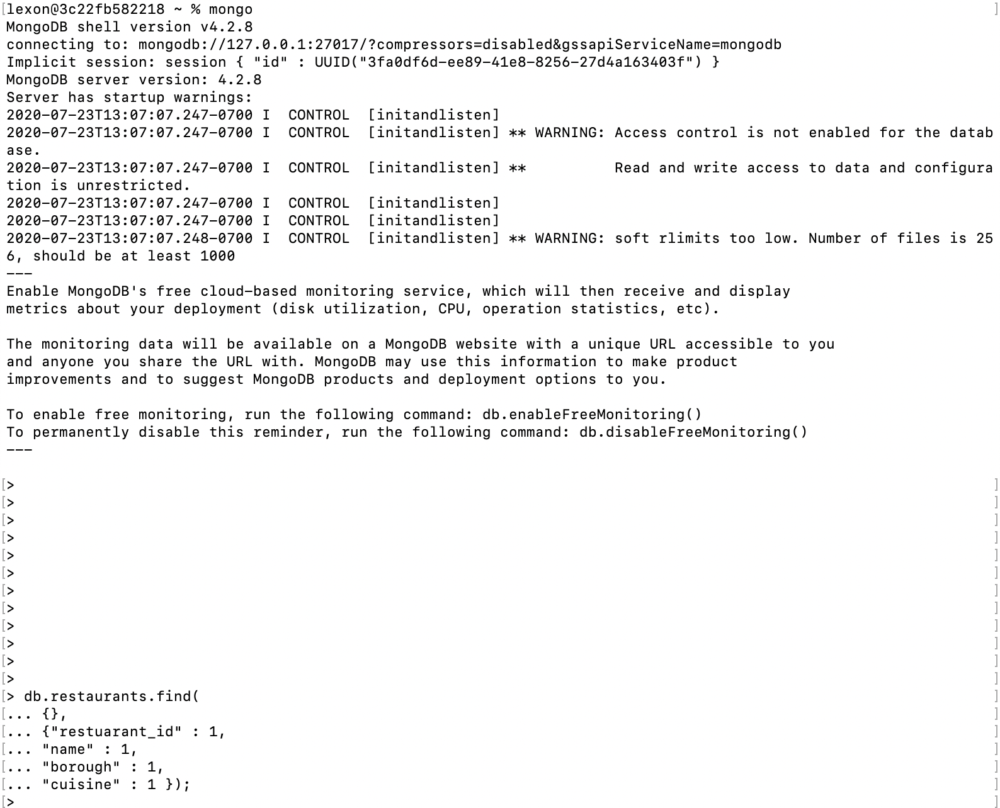 [lexon@3c22fb582218 ~ % mongo ]
MongoDB shell version v4.2.8
connecting to: mongodb://127.0.0.1:27017/?compressors=disabled&gssapiServiceName=mongodb
Implicit session: session { "id" : UUID("3fa0df6d-ee89-41e8-8256-27d4a163403f") }
MongoDB server version: 4.2.8
Server has startup warnings:
2020-07-23T13:07:07.247-0700 I  CONTROL  [initandlisten]
2020-07-23T13:07:07.247-0700 I  CONTROL  [initandlisten] ** WARNING: Access control is not enabled for the datab
ase.
2020-07-23T13:07:07.247-0700 I  CONTROL  [initandlisten] **          Read and write access to data and configura
tion is unrestricted.
2020-07-23T13:07:07.247-0700 I  CONTROL  [initandlisten]
2020-07-23T13:07:07.247-0700 I  CONTROL  [initandlisten]
2020-07-23T13:07:07.248-0700 I  CONTROL  [initandlisten] ** WARNING: soft rlimits too low. Number of files is 25
6, should be at least 1000
---
Enable MongoDB's free cloud-based monitoring service, which will then receive and display
metrics about your deployment (disk utilization, CPU, operation statistics, etc).

The monitoring data will be available on a MongoDB website with a unique URL accessible to you
and anyone you share the URL with. MongoDB may use this information to make product
improvements and to suggest MongoDB products and deployment options to you.

To enable free monitoring, run the following command: db.enableFreeMonitoring()
To permanently disable this reminder, run the following command: db.disableFreeMonitoring()
---

[> ]
[> ]
[> ]
[> ]
[> ]
[> ]
[> ]
[> ]
[> ]
[> ]
[> ]
[> ]
[> db.restaurants.find( ]
[... {}, ]
[... {"restuarant_id" : 1, ]
[... "name" : 1, ]
[... "borough" : 1, ]
[... "cuisine" : 1 }); ]
[> ]